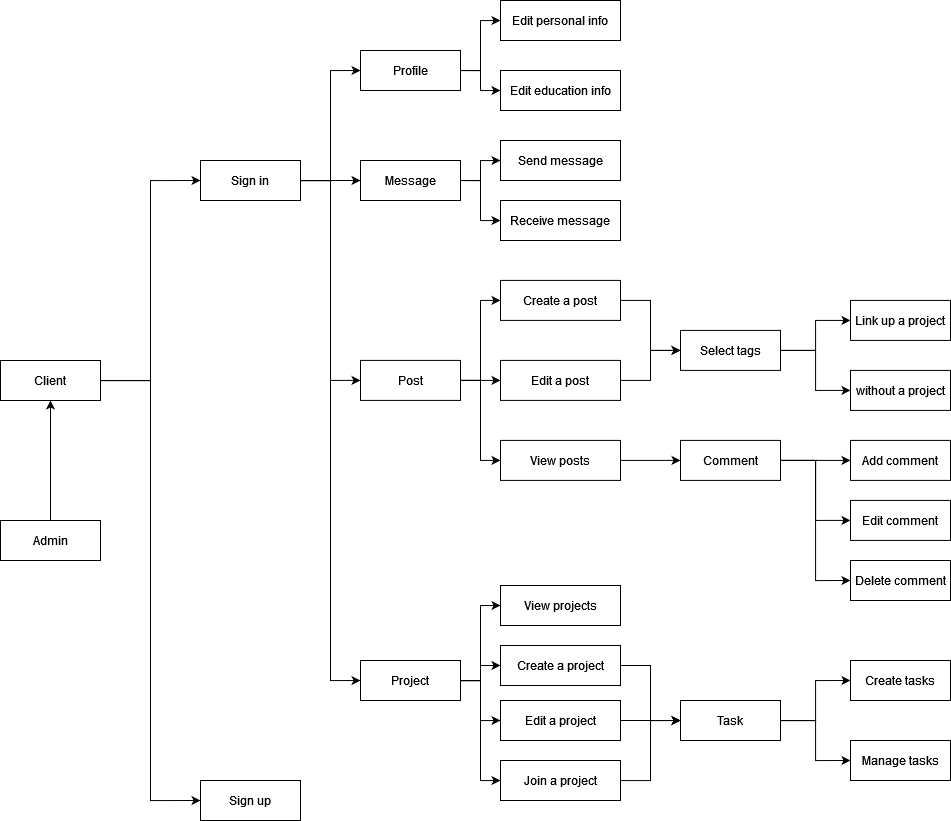 Edit personal info
Profile
Edit education info
Send message
Sign in
Message
Receive message
Create a post
Link up a project
Select tags
Client
Post
Edit a post
without a project
View posts
Comment
Add comment
Edit comment
Admin
Delete comment
View projects
Create a project
Project
Create tasks
Edit a project
Task
Manage tasks
Join a project
Sign up